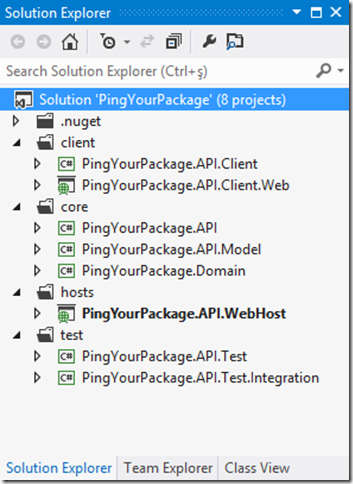 Solution Explorer
Search Solution Explorer (Ctrl+ş)
Solution 'PingYourPackage' (8 projects)
.nuget
client
C# PingYourPackage.API.Client
PingYourPackage.API.Client.Web
core
C# PingYourPackage.API
C# PingYourPackage.API.Model
C# PingYourPackage.Domain
hosts
PingYourPackage.API.WebHost
test
C# PingYourPackage.API.Test
C# PingYourPackage.API.Test.Integration
Solution Explorer Team Explorer Class View